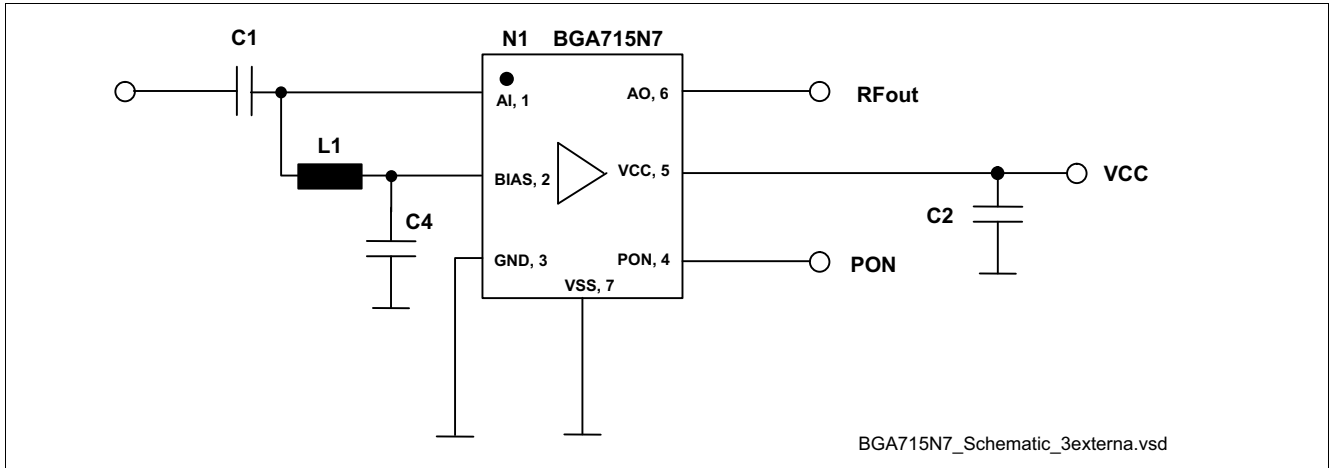 C1
N1 BGA715N7
AI, 1
AO, 6
RFout
L1
BIAS, 2
VCC, 5
VCC
C4
C2
GND, 3
PON, 4
PON
VSS, 7
BGA715N7_Schematic_3externa.vsd